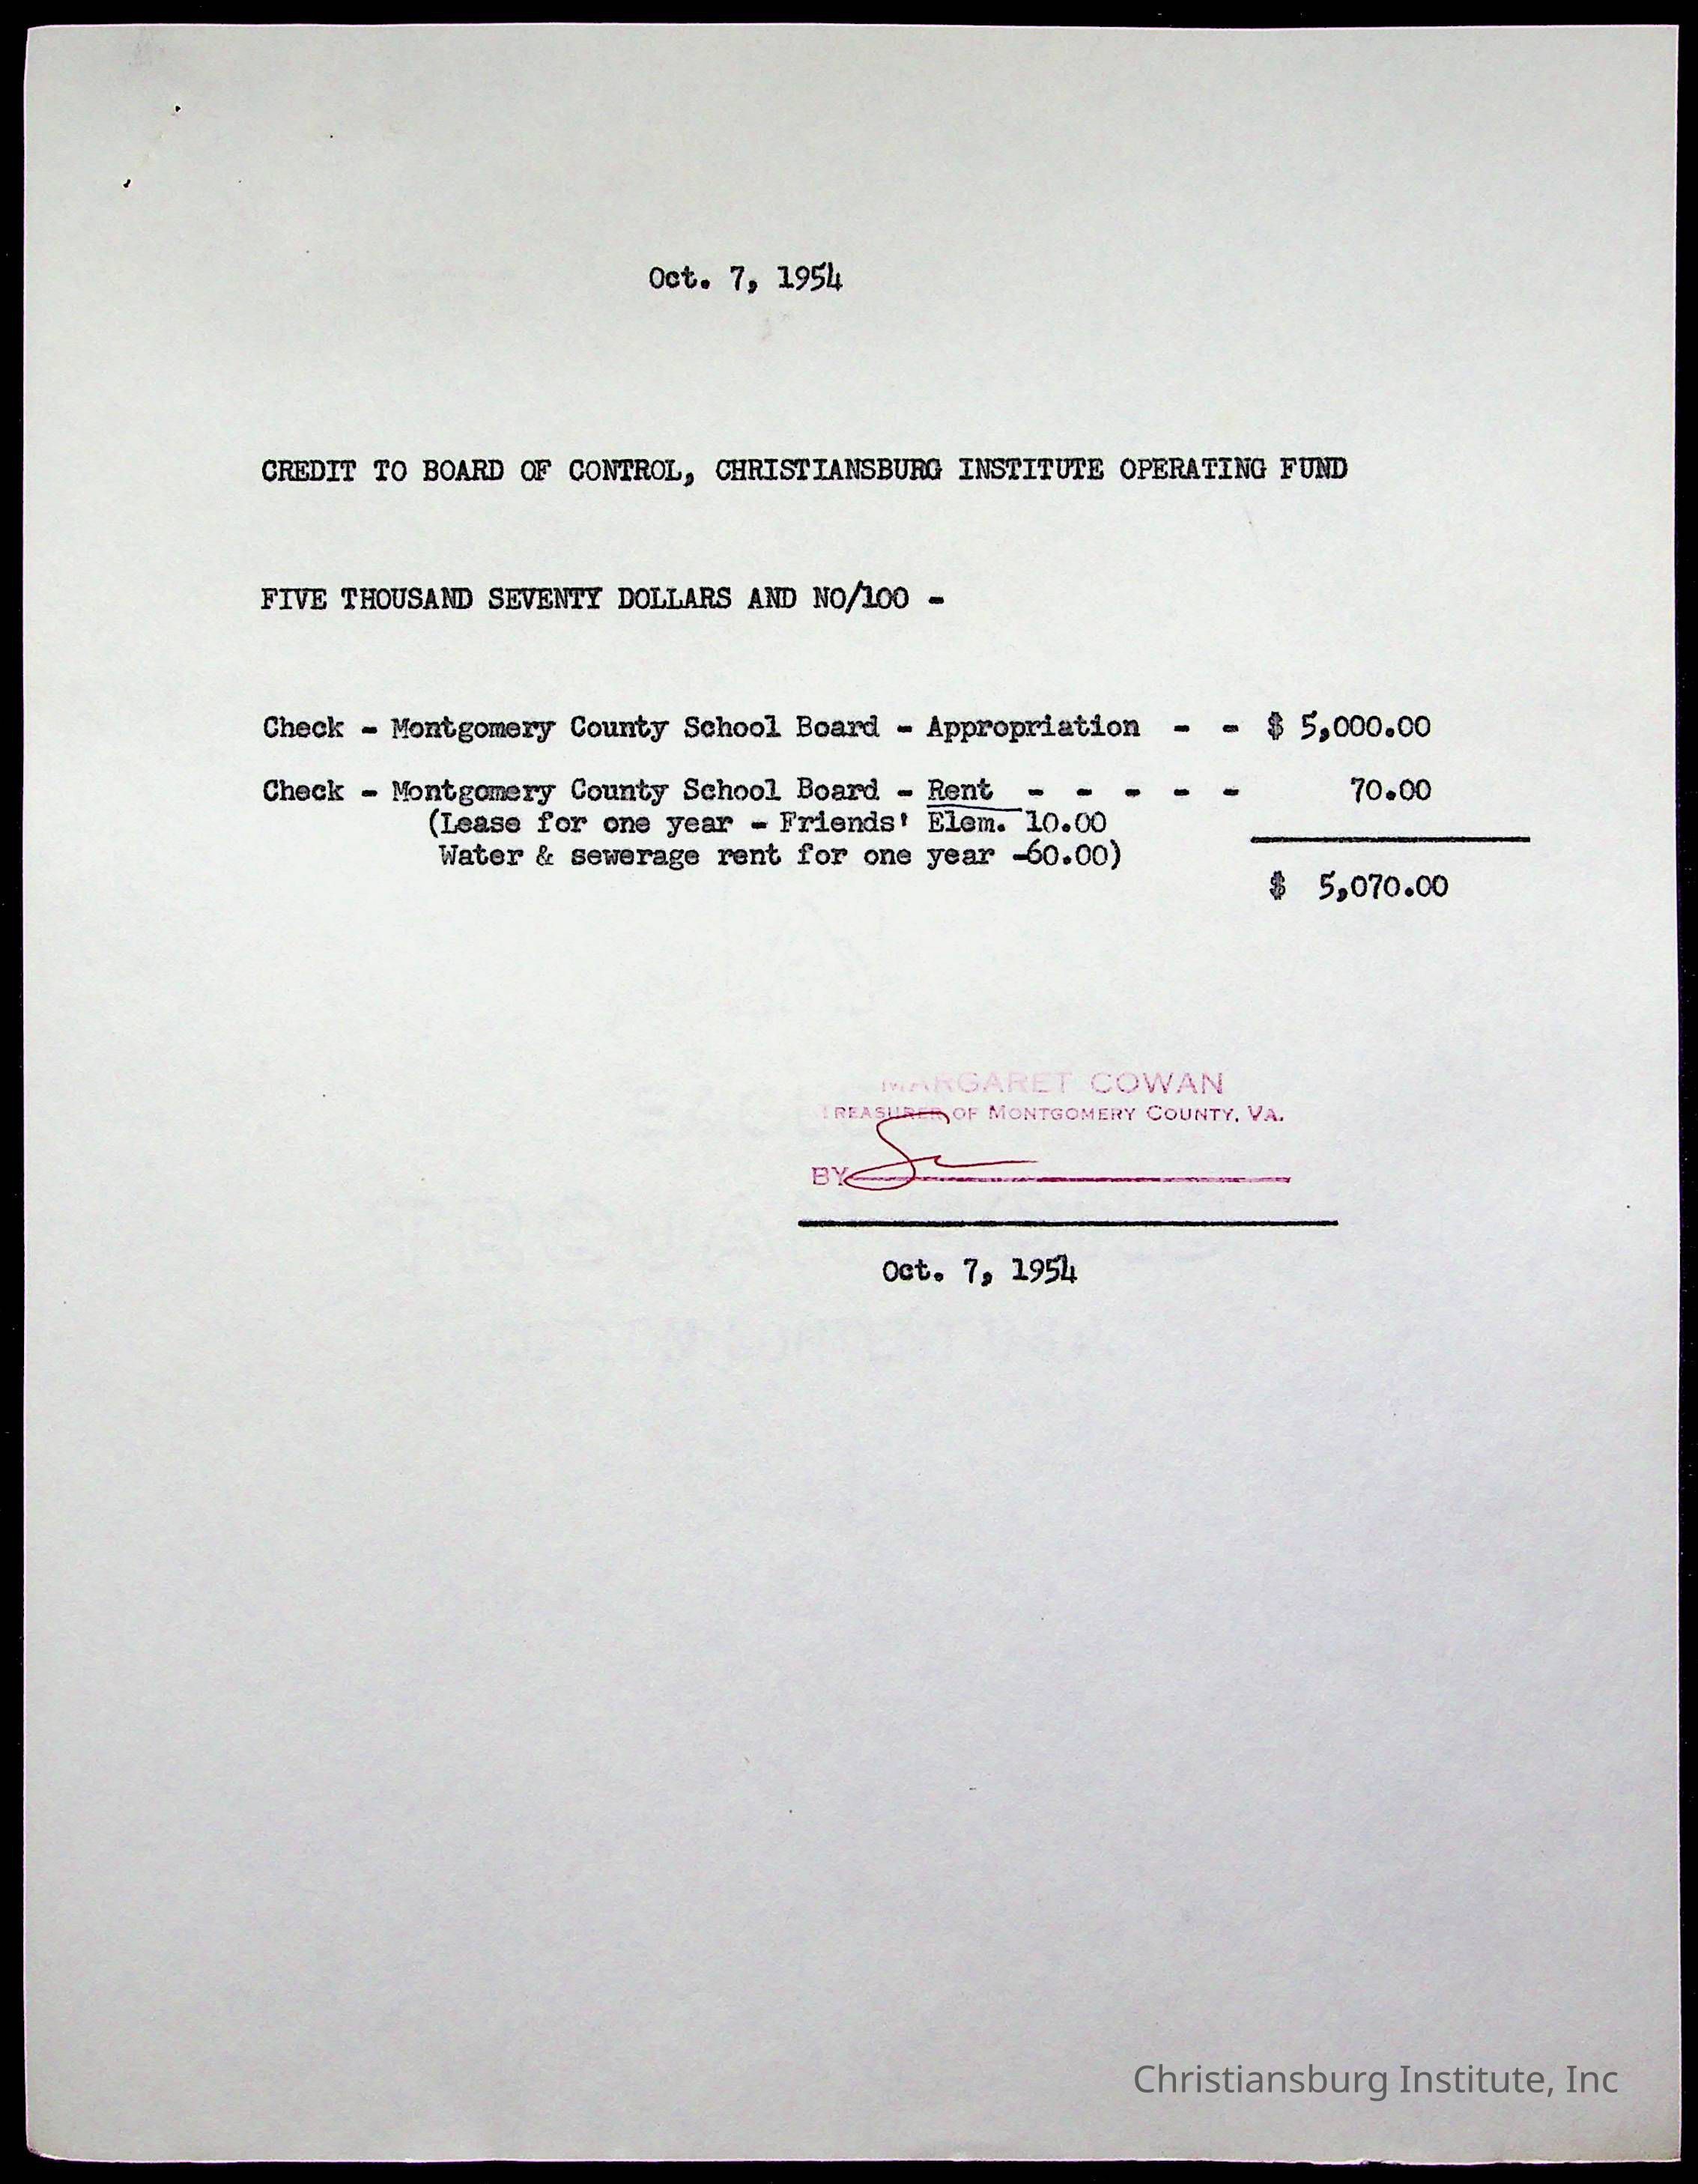 Oct. 7, 1954
CREDIT TO BOARD OF CONTROL, CHRISTIANSBURG INSTITUTE OPERATING FUND
FIVE THOUSAND SEVENTY DOLLARS AND NO/100 -
Check - Montgomery County School Board - Appropriation - - $ 5,000.00
Check - Montgomery County School Board - Rent - - - - - 70.00
(Lease for one year - Friends' Elem. 10.00
Water & sewerage rent for one year -60.00)
$ 5,070.00
MARGARET COWAN
TREASURER OF MONTGOMERY COUNTY, VA.
BY
Oct. 7, 1954
Christiansburg Institute, Inc